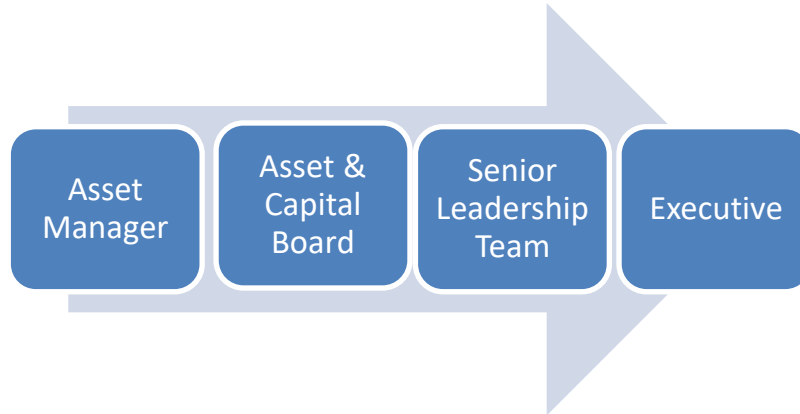 Asset
Manager
Asset &
Capital
Board
Senior
Leadership
Team
Executive